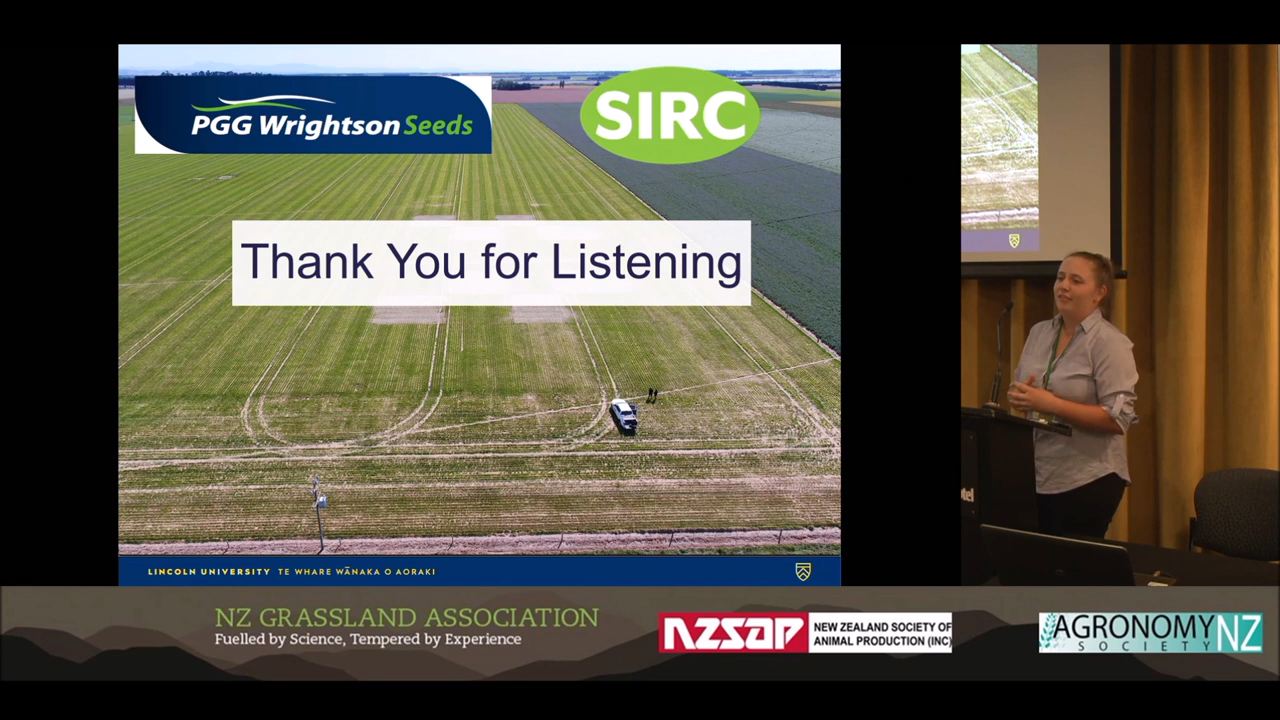 PGG Wrightson Seeds
SIRC
Thank You for Listening
LINCOLN UNIVERSITY TE WHARE WĀNAKA O AORAKI
NZ GRASSLAND ASSOCIATION
Fuelled by Science, Tempered by Experience
NZSAP
NEW ZEALAND SOCIETY OF
ANIMAL PRODUCTION (INC)
AGRONOMY NZ
SOCIETY